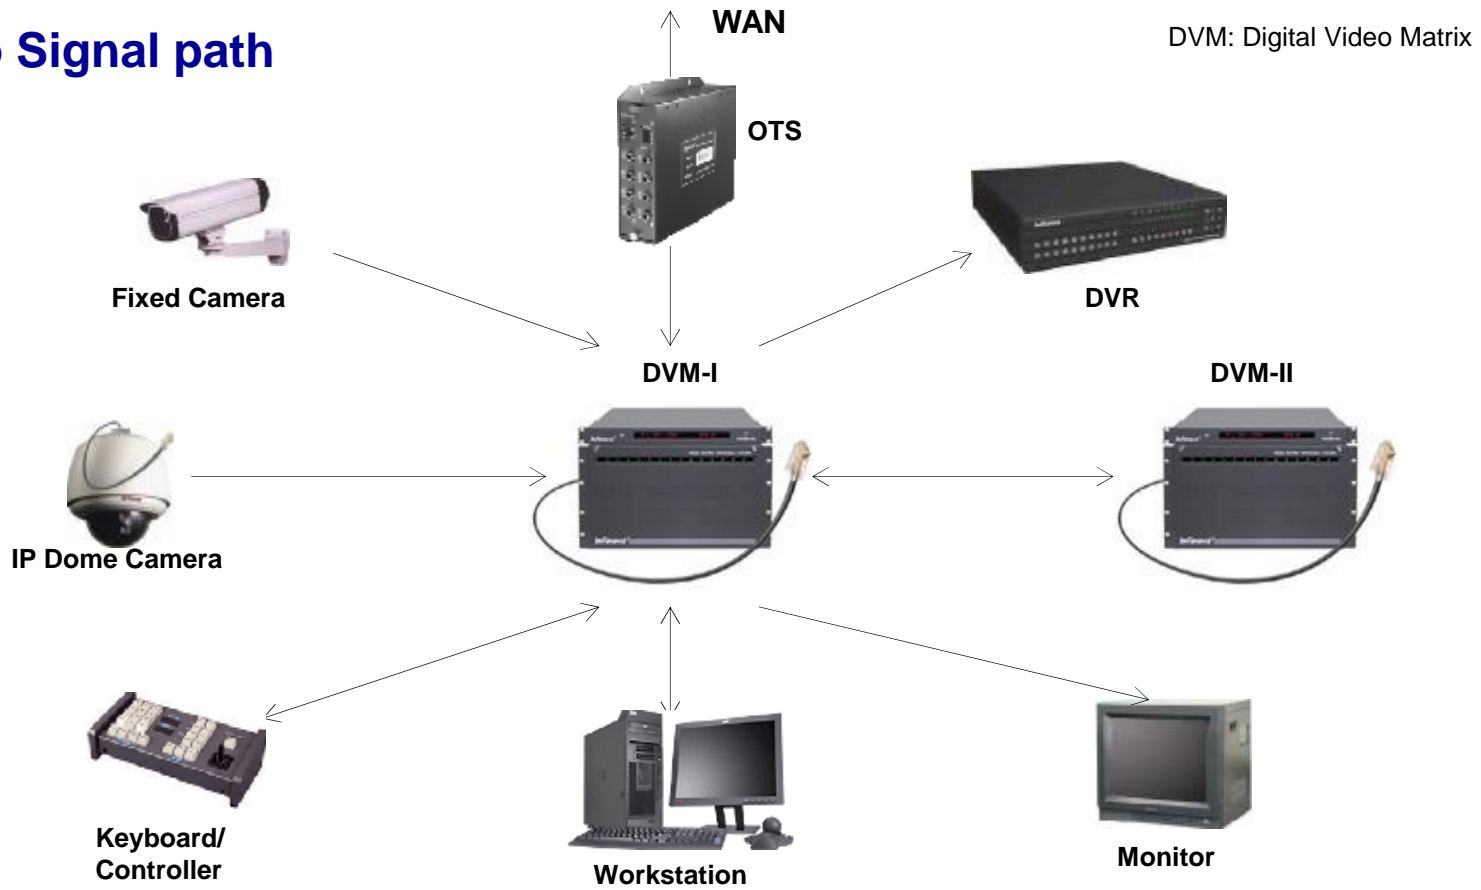 Signal path
WAN
DVM: Digital Video Matrix
OTS
Fixed Camera
DVR
DVM-I
DVM-II
IP Dome Camera
Keyboard/
Controller
Workstation
Monitor